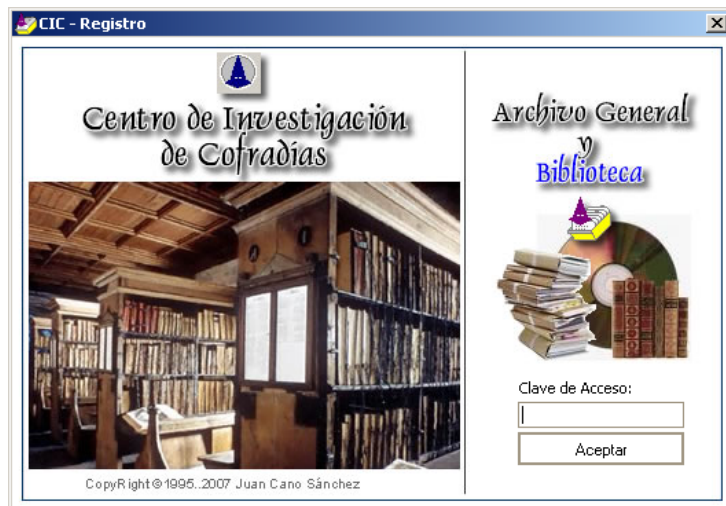 CIC - Registro
Centro de Investigación
de Cofradías
Archivo General
y
Biblioteca
Clave de Acceso:
Aceptar
CopyRight©1995..2007 Juan Cano Sánchez